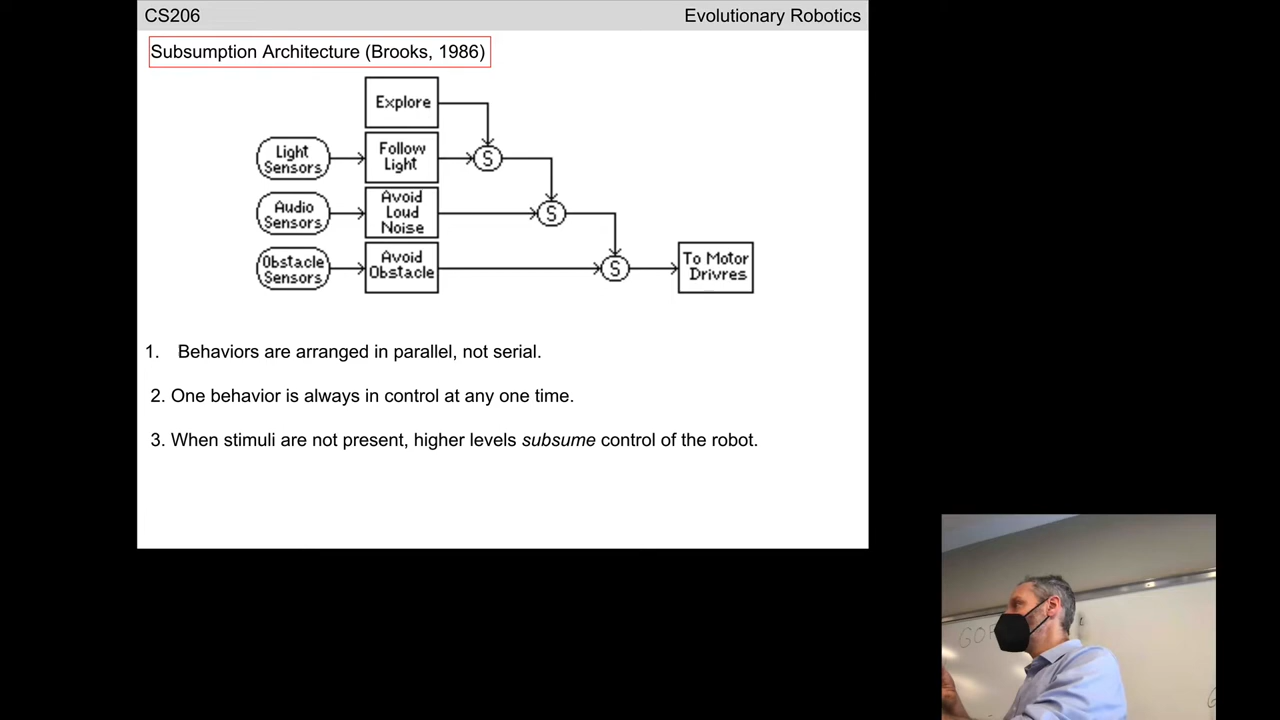 CS206
Evolutionary Robotics
Subsumption Architecture (Brooks, 1986)
Explore
Light
Sensors
Follow
Light
S
Audio
Sensors
Avoid
Loud
Noise
S
Obstacle
Sensors
Avoid
Obstacle
S
To Motor
Drivres
1. Behaviors are arranged in parallel, not serial.
2. One behavior is always in control at any one time.
3. When stimuli are not present, higher levels subsume control of the robot.